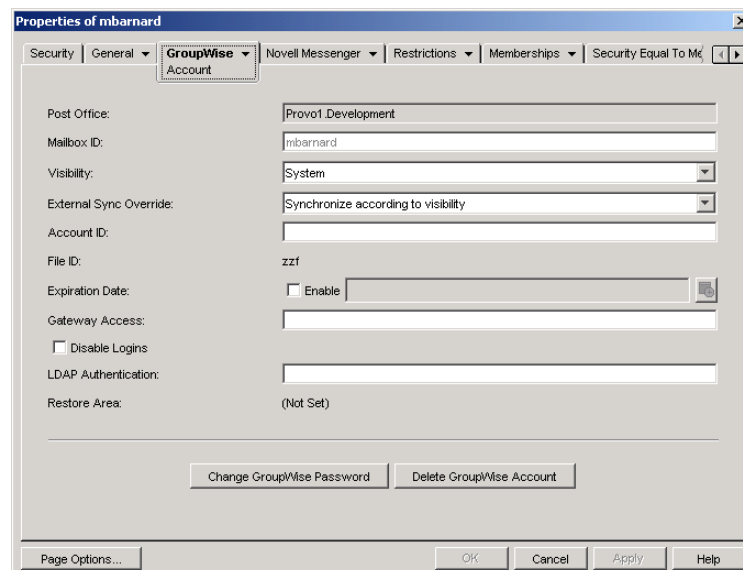 Properties of mbarnard
Security General GroupWise Novell Messenger Restrictions Memberships Security Equal To Me
Account
Post Office: Provo1.Development
Mailbox ID: mbarnard
Visibility: System
External Sync Override: Synchronize according to visibility
Account ID:
File ID: zzf
Expiration Date: Enable
Gateway Access:
Disable Logins
LDAP Authentication:
Restore Area: (Not Set)
Change GroupWise Password Delete GroupWise Account
Page Options... OK Cancel Apply Help